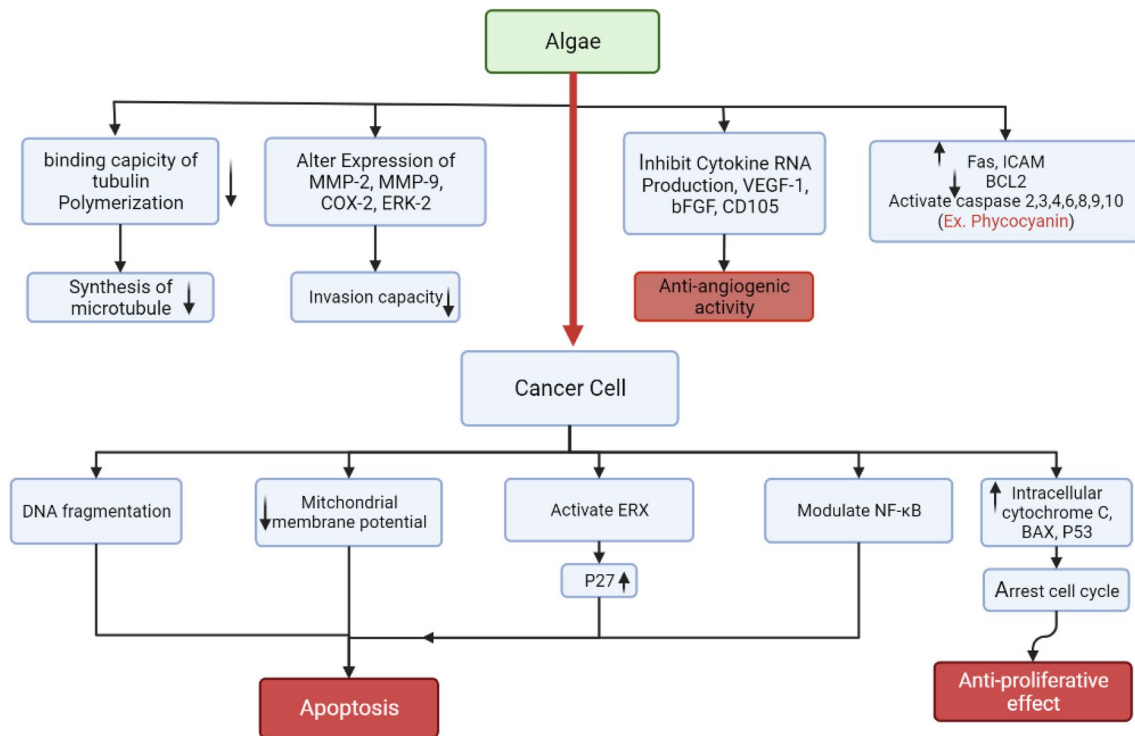 Algae
binding capicity of
tubulin
Polymerization
Alter Expression of
MMP-2, MMP-9,
COX-2, ERK-2
Inhibit Cytokine RNA
Production, VEGF-1,
bFGF, CD105
Fas, ICAM
BCL2
Activate caspase 2,3,4,6,8,9,10
(Ex. Phycocyanin)
Synthesis of
microtubule
Invasion capacity
Anti-angiogenic
activity
Cancer Cell
DNA fragmentation
Mitchondrial
membrane potential
Activate ERX
Modulate NF-κB
Intracellular
cytochrome C,
BAX, P53
P27
Arrest cell cycle
Apoptosis
Anti-proliferative
effect